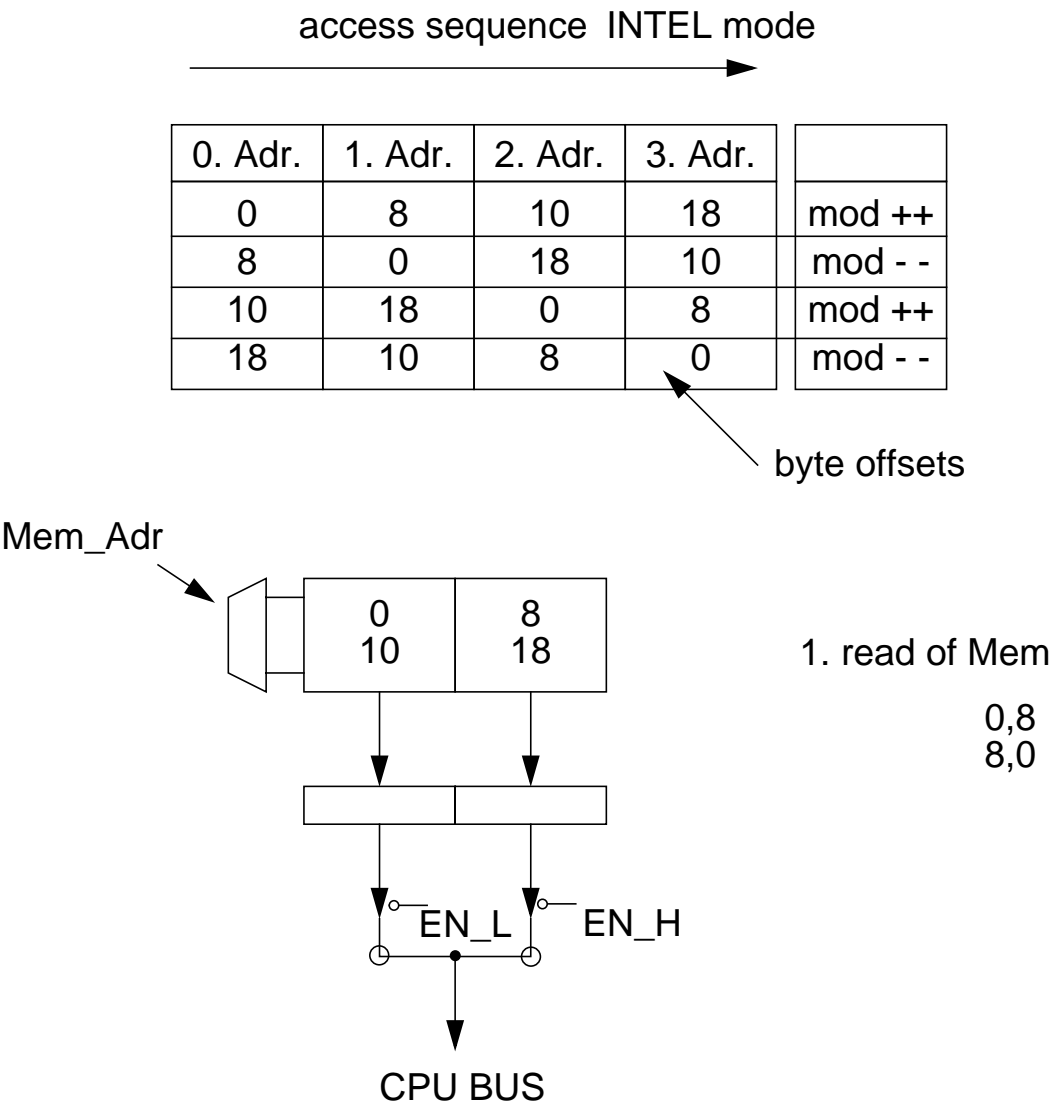 access sequence  INTEL mode
0. Adr. 1. Adr. 2. Adr. 3. Adr.
0 8 10 18 mod ++
8 0 18 10 mod - -
10 18 0 8 mod ++
18 10 8 0 mod - -
byte offsets
Mem_Adr
0 8
10 18
1. read of Mem
0,8
8,0
EN_L EN_H
CPU BUS